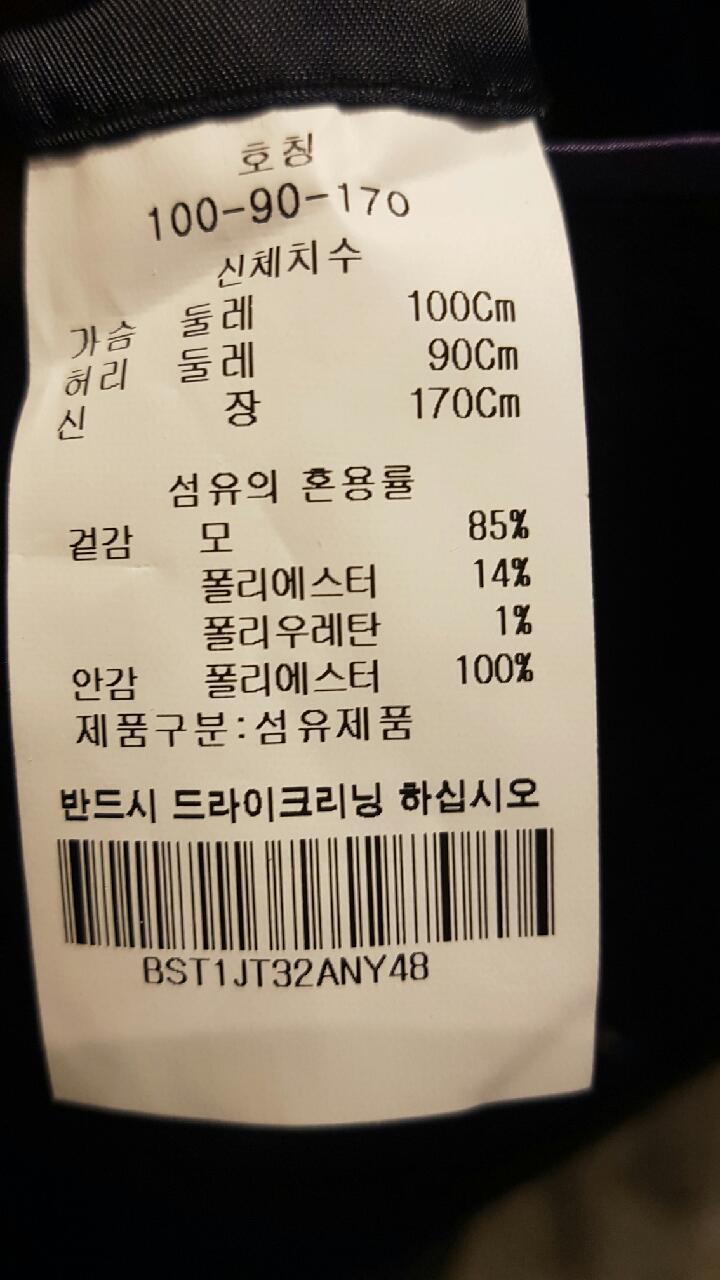 호칭
100-90-170
신체치수
가슴 둘레 100Cm
허리 둘레 90Cm
신 장 170Cm
섬유의 혼용률
겉감 모 85%
폴리에스터 14%
폴리우레탄 1%
안감 폴리에스터 100%
제품구분:섬유제품
반드시 드라이크리닝 하십시오
BST1JT32ANY48